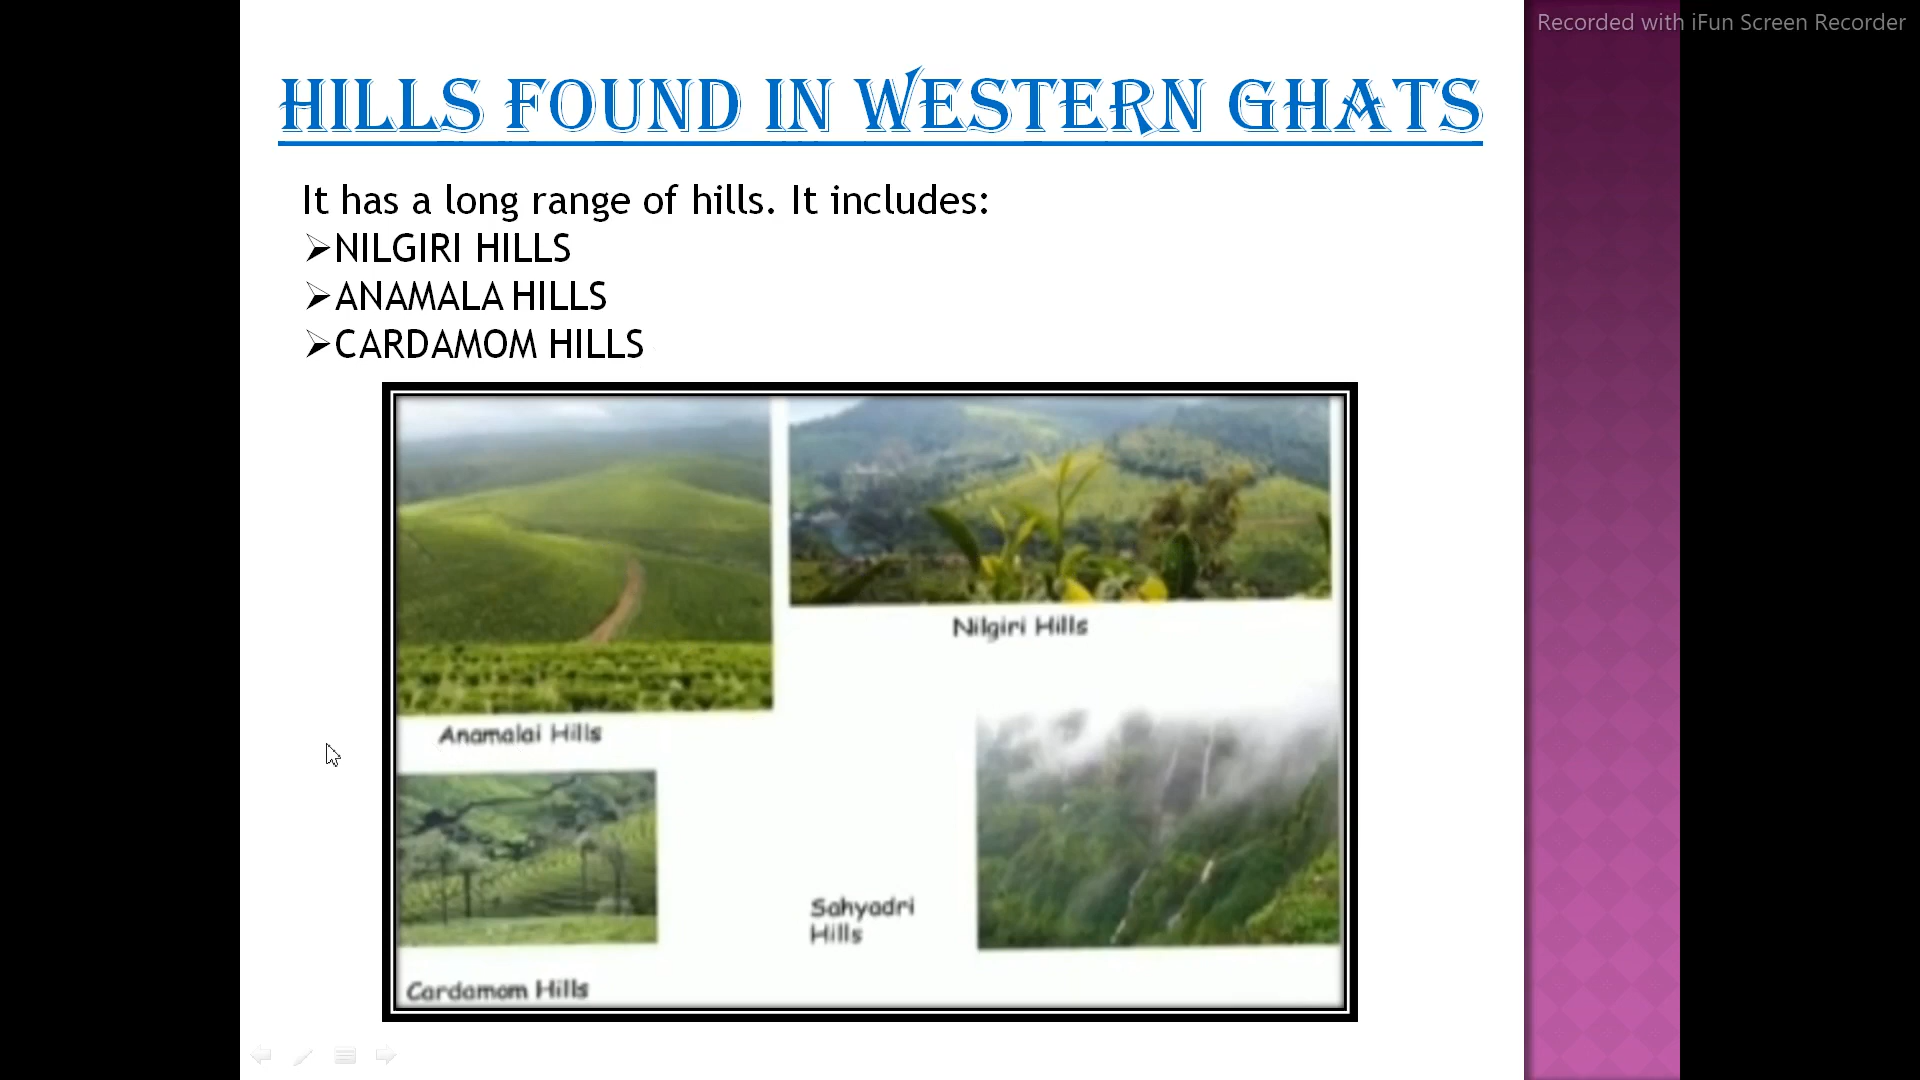 Recorded with iFun Screen Recorder
HILLS FOUND IN WESTERN GHATS
It has a long range of hills. It includes:
➢NILGIRI HILLS
➢ANAMALA HILLS
➢CARDAMOM HILLS
Nilgiri Hills
Anamalai Hills
Sahyadri
Hills
Cardamom Hills